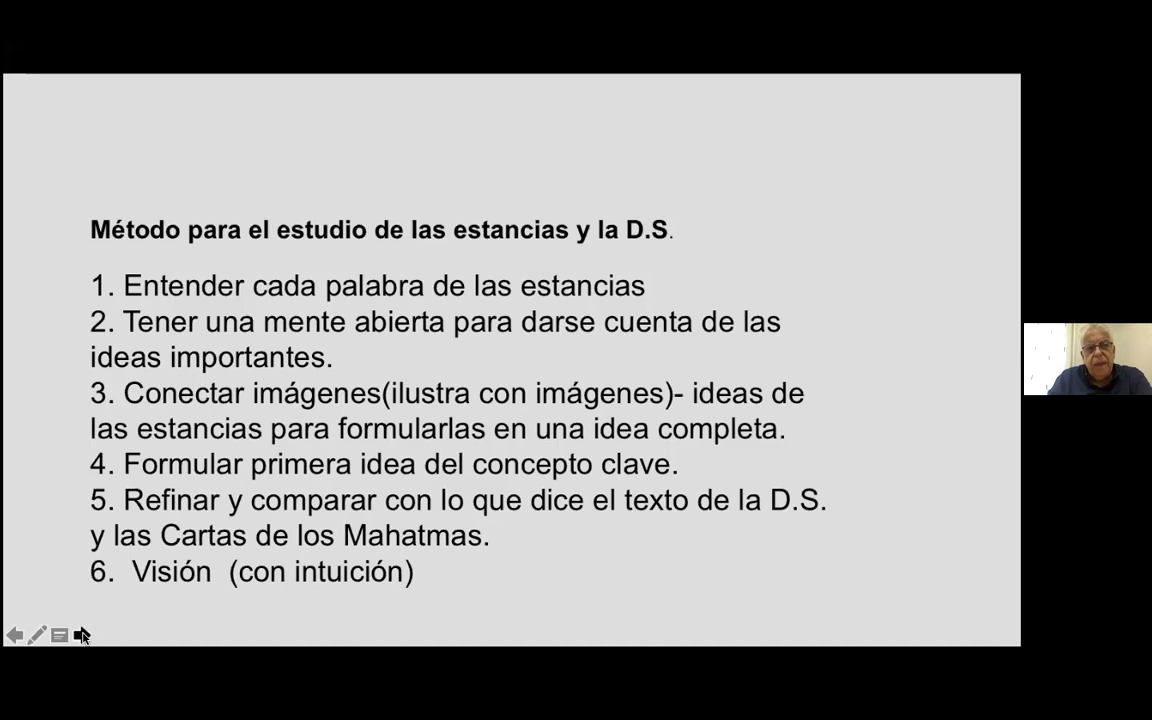 Método para el estudio de las estancias y la D.S.
1. Entender cada palabra de las estancias
2. Tener una mente abierta para darse cuenta de las
ideas importantes.
3. Conectar imágenes(ilustra con imágenes)- ideas de
las estancias para formularlas en una idea completa.
4. Formular primera idea del concepto clave.
5. Refinar y comparar con lo que dice el texto de la D.S.
y las Cartas de los Mahatmas.
6.  Visión  (con intuición)